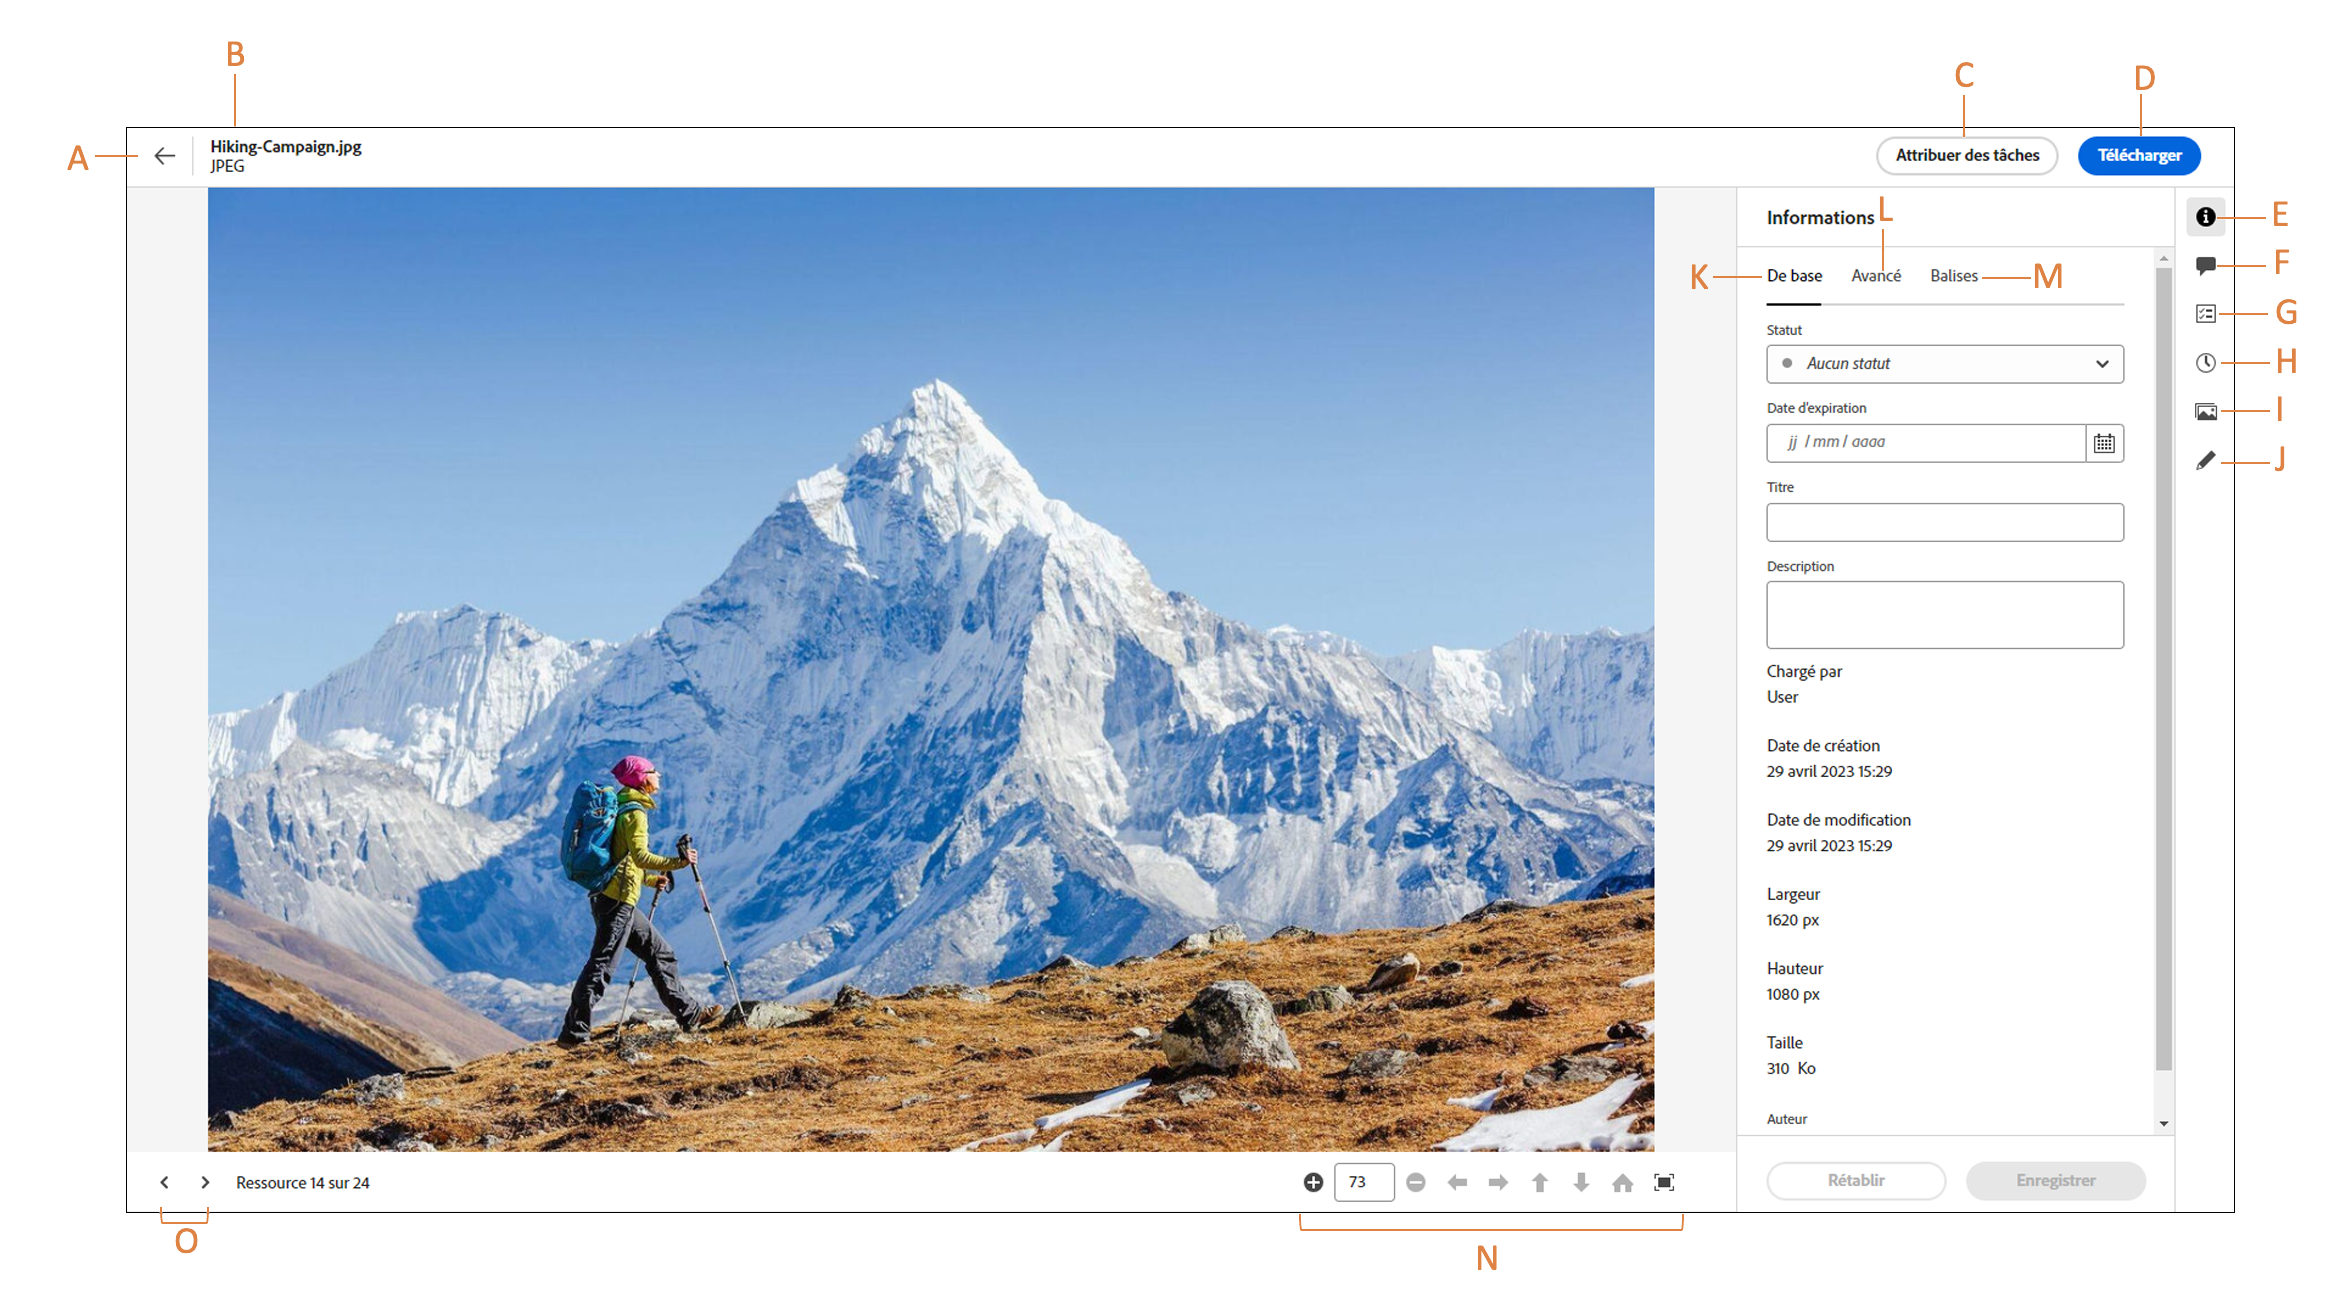 B
C
D
A
Hiking-Campaign.jpg
JPEG
Attribuer des tâches
Télécharger
Informations
L
E
K
De base
Avancé
Balises
M
F
Statut
G
Aucun statut
H
Date d'expiration
I
jj / mm / aaaa
J
Titre
Description
Chargé par
User
Date de création
29 avril 2023 15:29
Date de modification
29 avril 2023 15:29
Largeur
1620 px
Hauteur
1080 px
Taille
310 Ko
Auteur
Ressource 14 sur 24
73
Rétablir
Enregistrer
O
N